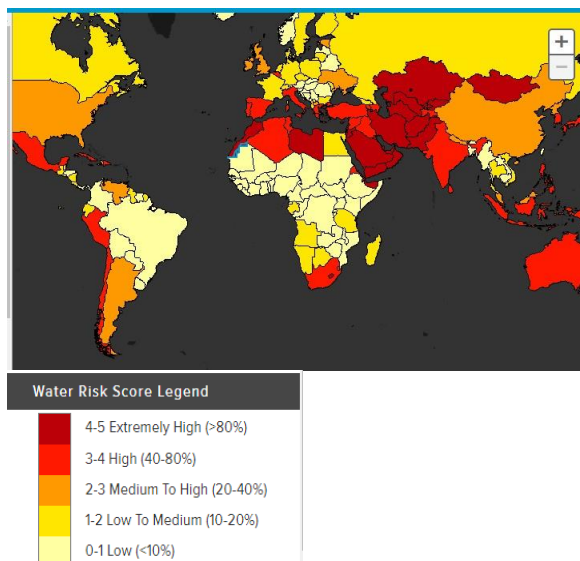 +
−
Water Risk Score Legend
4-5 Extremely High (>80%)
3-4 High (40-80%)
2-3 Medium To High (20-40%)
1-2 Low To Medium (10-20%)
0-1 Low (<10%)